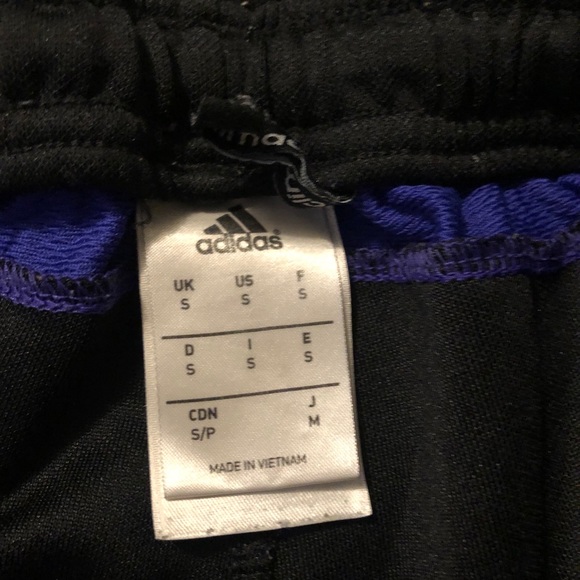 adidas
UK US F
S S S
D I E
S S S
CDN J
S/P M
MADE IN VIETNAM